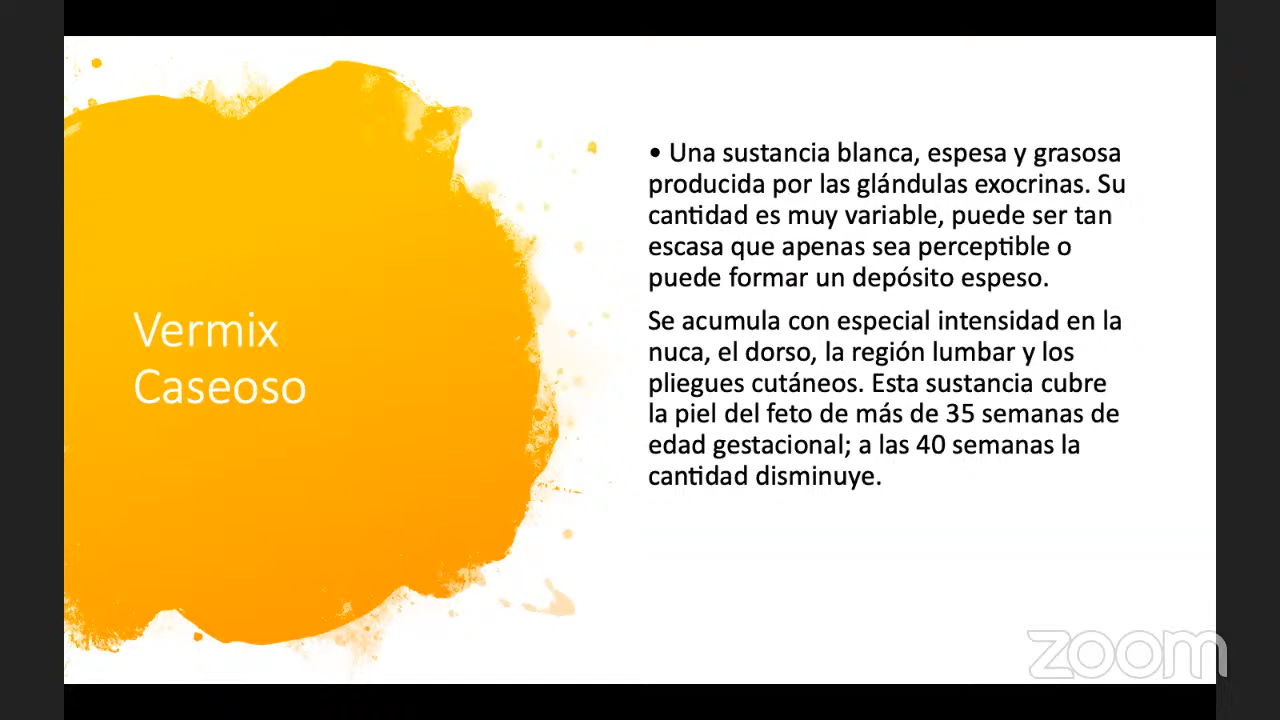 Vermix
Caseoso
• Una sustancia blanca, espesa y grasosa
producida por las glándulas exocrinas. Su
cantidad es muy variable, puede ser tan
escasa que apenas sea perceptible o
puede formar un depósito espeso.
Se acumula con especial intensidad en la
nuca, el dorso, la región lumbar y los
pliegues cutáneos. Esta sustancia cubre
la piel del feto de más de 35 semanas de
edad gestacional; a las 40 semanas la
cantidad disminuye.
zoom